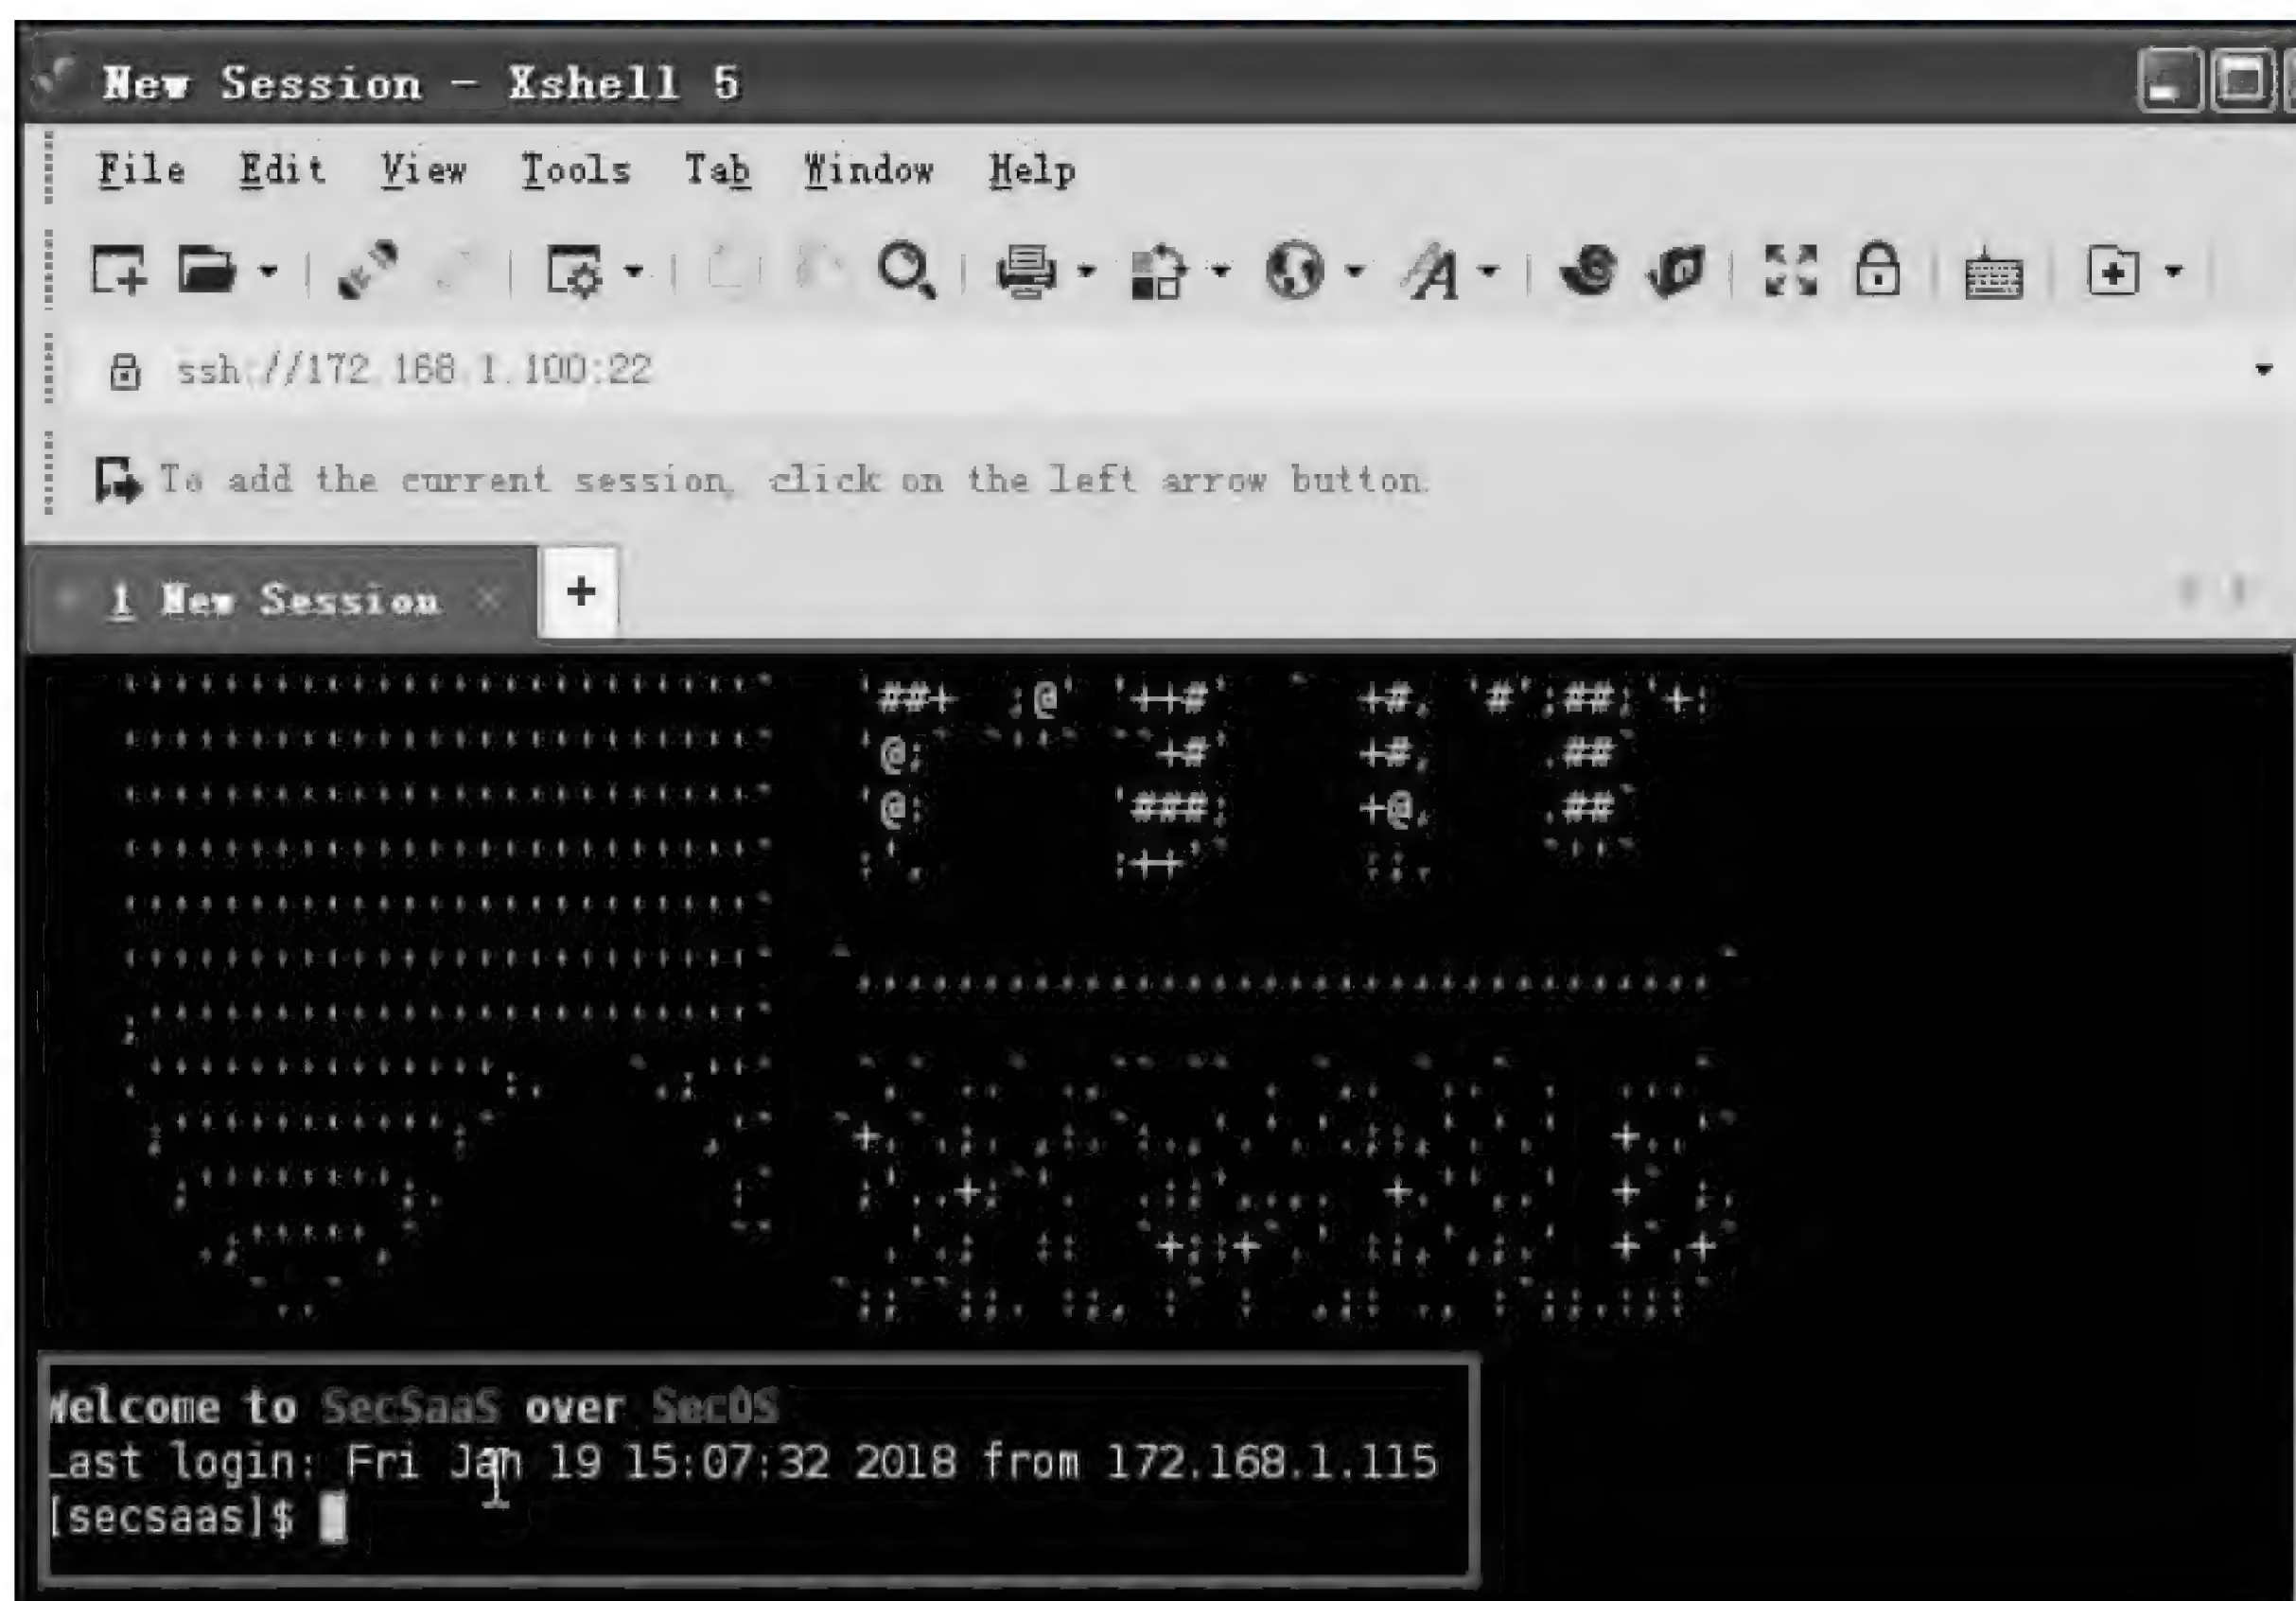 New Session - Xshell 5
File Edit View Tools Tab Window Help
ssh://172.168.1.100:22
To add the current session, click on the left arrow button.
1 New Session
Welcome to SecSaaS over SecOS
Last login: Fri Jan 19 15:07:32 2018 from 172.168.1.115
[secsaas]$